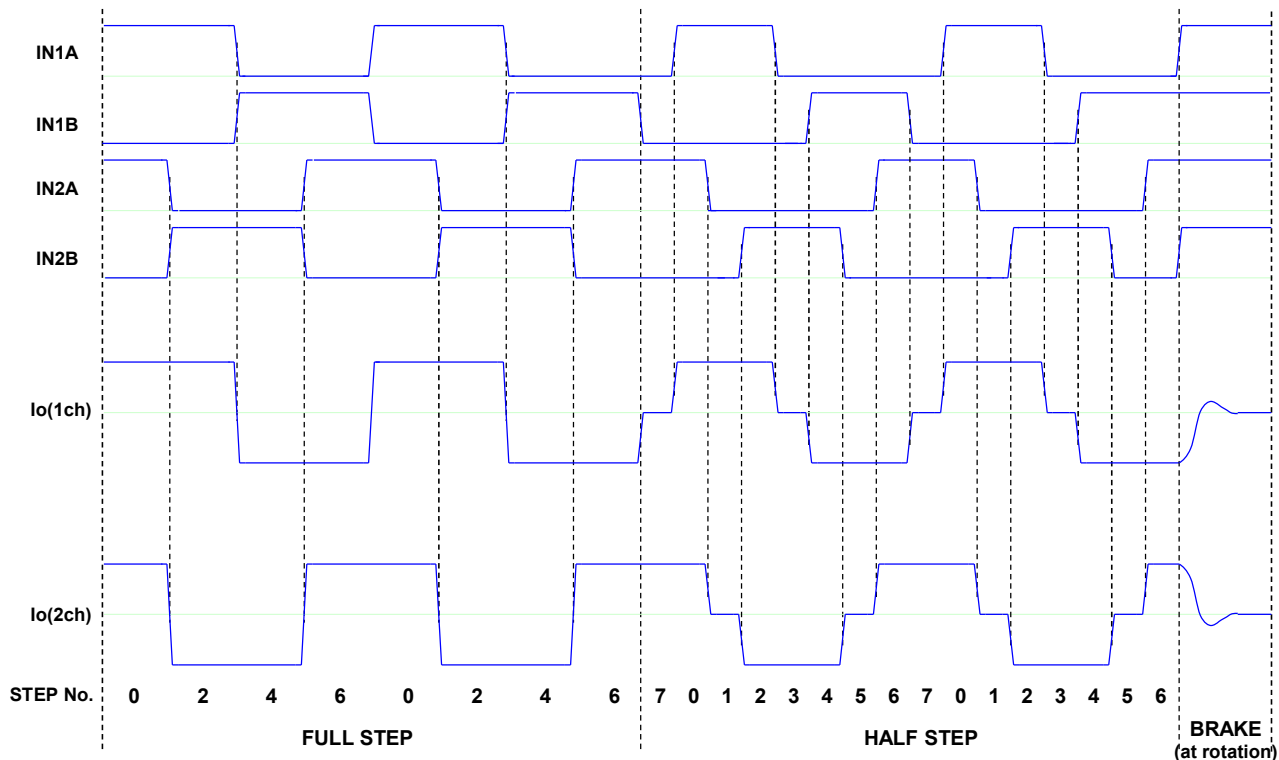 IN1A
IN1B
IN2A
IN2B
Io(1ch)
Io(2ch)
STEP No. 0 2 4 6 0 2 4 6 7 0 1 2 3 4 5 6 7 0 1 2 3 4 5 6
FULL STEP HALF STEP BRAKE
(at rotation)